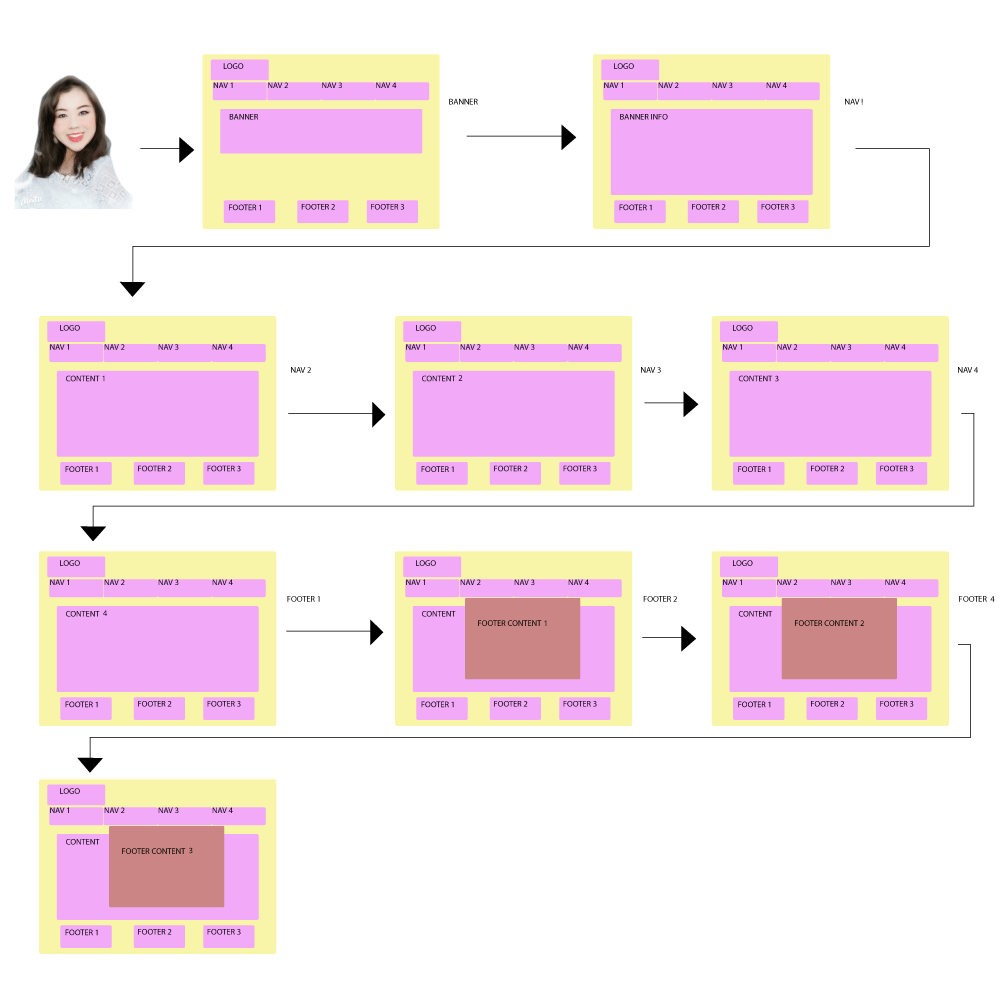 LOGO
NAV 1 NAV 2 NAV 3 NAV 4
BANNER
FOOTER 1 FOOTER 2 FOOTER 3
BANNER
LOGO
NAV 1 NAV 2 NAV 3 NAV 4
BANNER INFO
FOOTER 1 FOOTER 2 FOOTER 3
NAV !
LOGO
NAV 1 NAV 2 NAV 3 NAV 4
CONTENT 1
FOOTER 1 FOOTER 2 FOOTER 3
NAV 2
LOGO
NAV 1 NAV 2 NAV 3 NAV 4
CONTENT 2
FOOTER 1 FOOTER 2 FOOTER 3
NAV 3
LOGO
NAV 1 NAV 2 NAV 3 NAV 4
CONTENT 3
FOOTER 1 FOOTER 2 FOOTER 3
NAV 4
LOGO
NAV 1 NAV 2 NAV 3 NAV 4
CONTENT 4
FOOTER 1 FOOTER 2 FOOTER 3
FOOTER 1
LOGO
NAV 1 NAV 2 NAV 3 NAV 4
CONTENT
FOOTER CONTENT 1
FOOTER 1 FOOTER 2 FOOTER 3
FOOTER 2
LOGO
NAV 1 NAV 2 NAV 3 NAV 4
CONTENT
FOOTER CONTENT 2
FOOTER 1 FOOTER 2 FOOTER 3
FOOTER 4
LOGO
NAV 1 NAV 2 NAV 3 NAV 4
CONTENT
FOOTER CONTENT 3
FOOTER 1 FOOTER 2 FOOTER 3